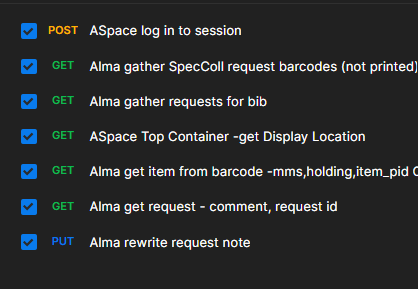 POST ASpace log in to session
GET Alma gather SpecColl request barcodes (not printed)
GET Alma gather requests for bib
GET ASpace Top Container -get Display Location
GET Alma get item from barcode -mms,holding,item_pid
GET Alma get request - comment, request id
PUT Alma rewrite request note